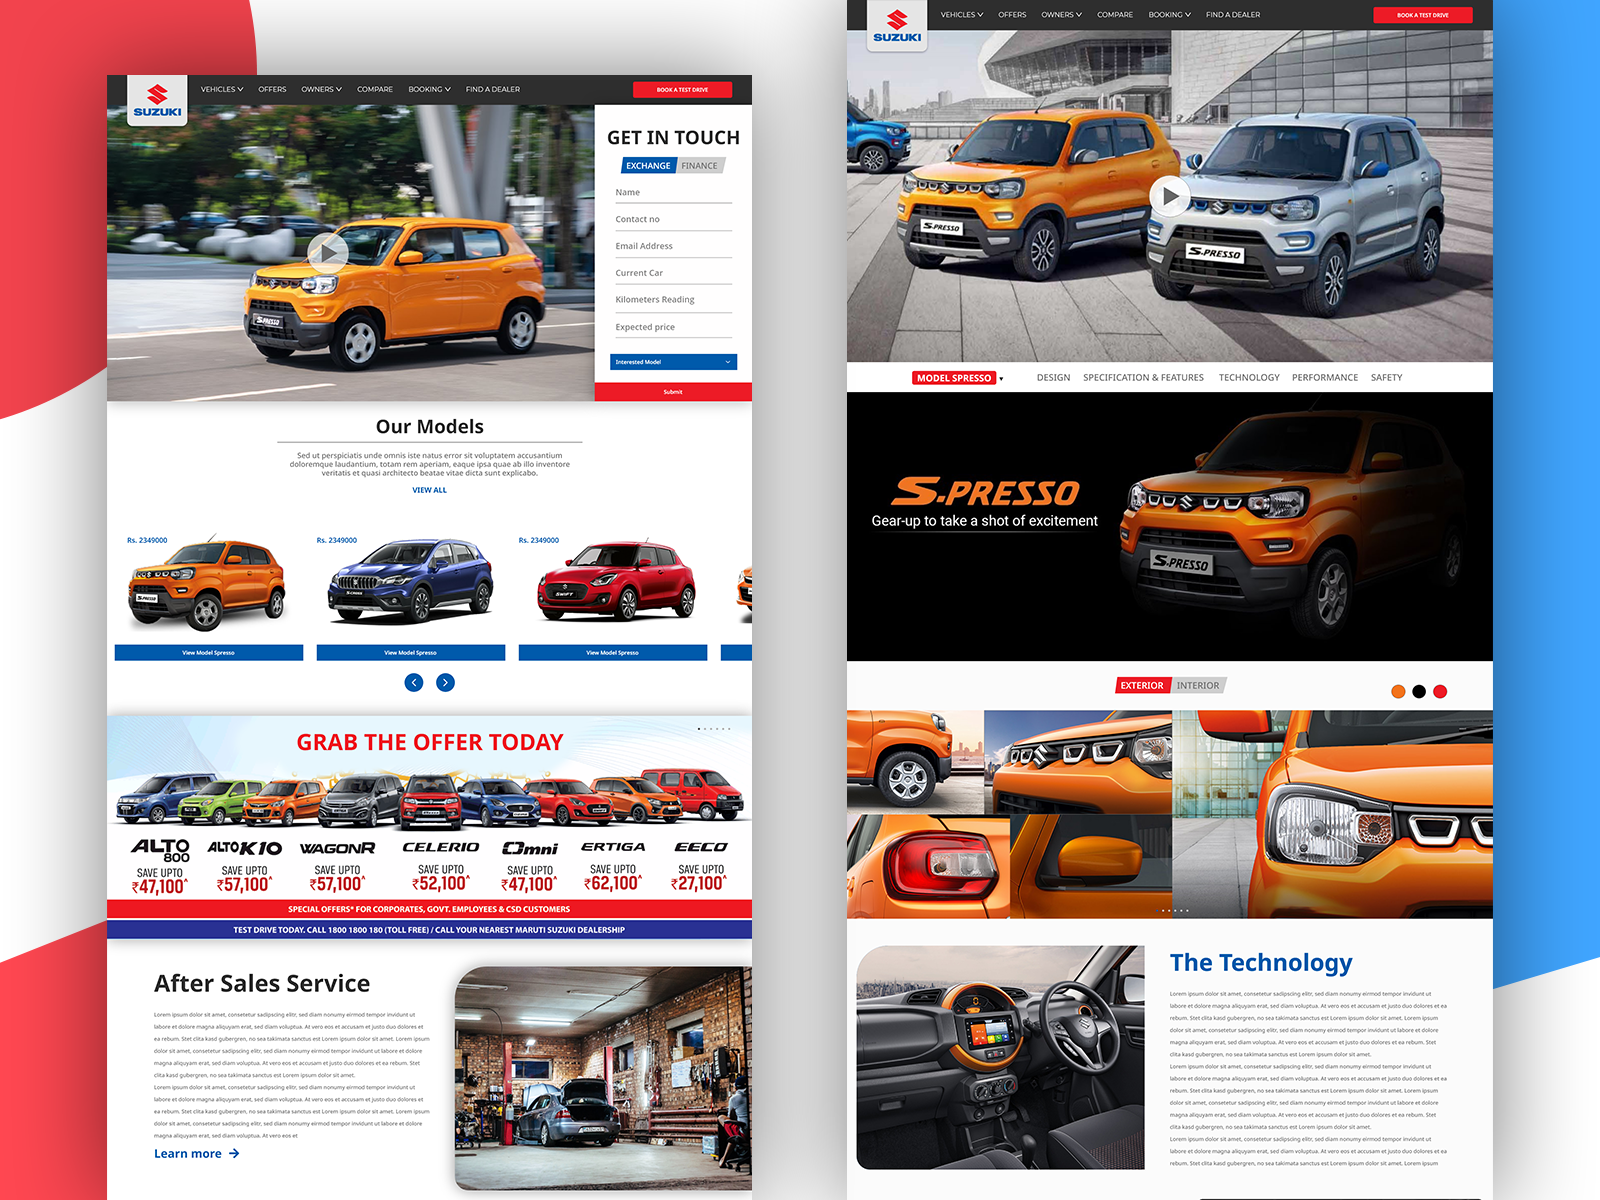 SUZUKI
VEHICLES OFFERS OWNERS COMPARE BOOKING FIND A DEALER
BOOK A TEST DRIVE
GET IN TOUCH
EXCHANGE FINANCE
Name
Contact no
Email Address
Current Car
Kilometers Reading
Expected price
Interested Model
Submit
S-PRESSO
Our Models
Sed ut perspiciatis unde omnis iste natus error sit voluptatem accusantium
doloremque laudantium, totam rem aperiam, eaque ipsa quae ab illo inventore
veritatis et quasi architecto beatae vitae dicta sunt explicabo.
VIEW ALL
Rs. 2349000
Rs. 2349000
Rs. 2349000
S-PRESSO
S-CROSS
SWIFT
View Model Spresso
View Model Spresso
View Model Spresso
GRAB THE OFFER TODAY
ALTO 800
ALTO K10
WAGONR
CELERIO
Omni
ERTIGA
EECO
SAVE UPTO
₹47,100^
SAVE UPTO
₹57,100^
SAVE UPTO
₹57,100^
SAVE UPTO
₹52,100^
SAVE UPTO
₹47,100^
SAVE UPTO
₹62,100^
SAVE UPTO
₹27,100^
SPECIAL OFFERS* FOR CORPORATES, GOVT. EMPLOYEES & CSD CUSTOMERS
TEST DRIVE TODAY. CALL 1800 1800 180 (TOLL FREE) / CALL YOUR NEAREST MARUTI SUZUKI DEALERSHIP
After Sales Service
Lorem ipsum dolor sit amet, consetetur sadipscing elitr, sed diam nonumy eirmod tempor invidunt ut
labore et dolore magna aliquyam erat, sed diam voluptua. At vero eos et accusam et justo duo dolores et
ea rebum. Stet clita kasd gubergren, no sea takimata sanctus est Lorem ipsum dolor sit amet. Lorem ipsum
dolor sit amet, consetetur sadipscing elitr, sed diam nonumy eirmod tempor invidunt ut labore et dolore
magna aliquyam erat, sed diam voluptua. At vero eos et accusam et justo duo dolores et ea rebum. Stet
clita kasd gubergren, no sea takimata sanctus est Lorem ipsum dolor sit amet.
Lorem ipsum dolor sit amet, consetetur sadipscing elitr, sed diam nonumy eirmod tempor invidunt ut
labore et dolore magna aliquyam erat, sed diam voluptua. At vero eos et accusam et justo duo dolores et
ea rebum. Stet clita kasd gubergren, no sea takimata sanctus est Lorem ipsum dolor sit amet. Lorem ipsum
dolor sit amet, consetetur sadipscing elitr, sed diam nonumy eirmod tempor invidunt ut labore et dolore
magna aliquyam erat, sed diam voluptua. At vero eos et
Learn more
SUZUKI
VEHICLES OFFERS OWNERS COMPARE BOOKING FIND A DEALER
BOOK A TEST DRIVE
S-PRESSO
S-PRESSO
MODEL SPRESSO DESIGN SPECIFICATION & FEATURES TECHNOLOGY PERFORMANCE SAFETY
S-PRESSO
Gear-up to take a shot of excitement
S-PRESSO
EXTERIOR INTERIOR
The Technology
Lorem ipsum dolor sit amet, consetetur sadipscing elitr, sed diam nonumy eirmod tempor invidunt ut
labore et dolore magna aliquyam erat, sed diam voluptua. At vero eos et accusam et justo duo dolores et ea
rebum. Stet clita kasd gubergren, no sea takimata sanctus est Lorem ipsum dolor sit amet. Lorem ipsum
dolor sit amet, consetetur sadipscing elitr, sed diam nonumy eirmod tempor invidunt ut labore et dolore
magna aliquyam erat, sed diam voluptua. At vero eos et accusam et justo duo dolores et ea rebum. Stet
clita kasd gubergren, no sea takimata sanctus est Lorem ipsum dolor sit amet.
Lorem ipsum dolor sit amet, consetetur sadipscing elitr, sed diam nonumy eirmod tempor invidunt ut
labore et dolore magna aliquyam erat, sed diam voluptua. At vero eos et accusam et justo duo dolores et ea
rebum. Stet clita kasd gubergren, no sea takimata sanctus est Lorem ipsum dolor sit amet. Lorem ipsum
dolor sit amet, consetetur sadipscing elitr, sed diam nonumy eirmod tempor invidunt ut labore et dolore
magna aliquyam erat, sed diam voluptua. At vero eos et accusam et justo duo dolores et ea rebum. Stet
clita kasd gubergren, no sea takimata sanctus est Lorem ipsum dolor sit amet.
Lorem ipsum dolor sit amet, consetetur sadipscing elitr, sed diam nonumy eirmod tempor invidunt ut
labore et dolore magna aliquyam erat, sed diam voluptua. At vero eos et accusam et justo duo dolores et ea
rebum. Stet clita kasd gubergren, no sea takimata sanctus est Lorem ipsum dolor sit amet. Lorem ipsum